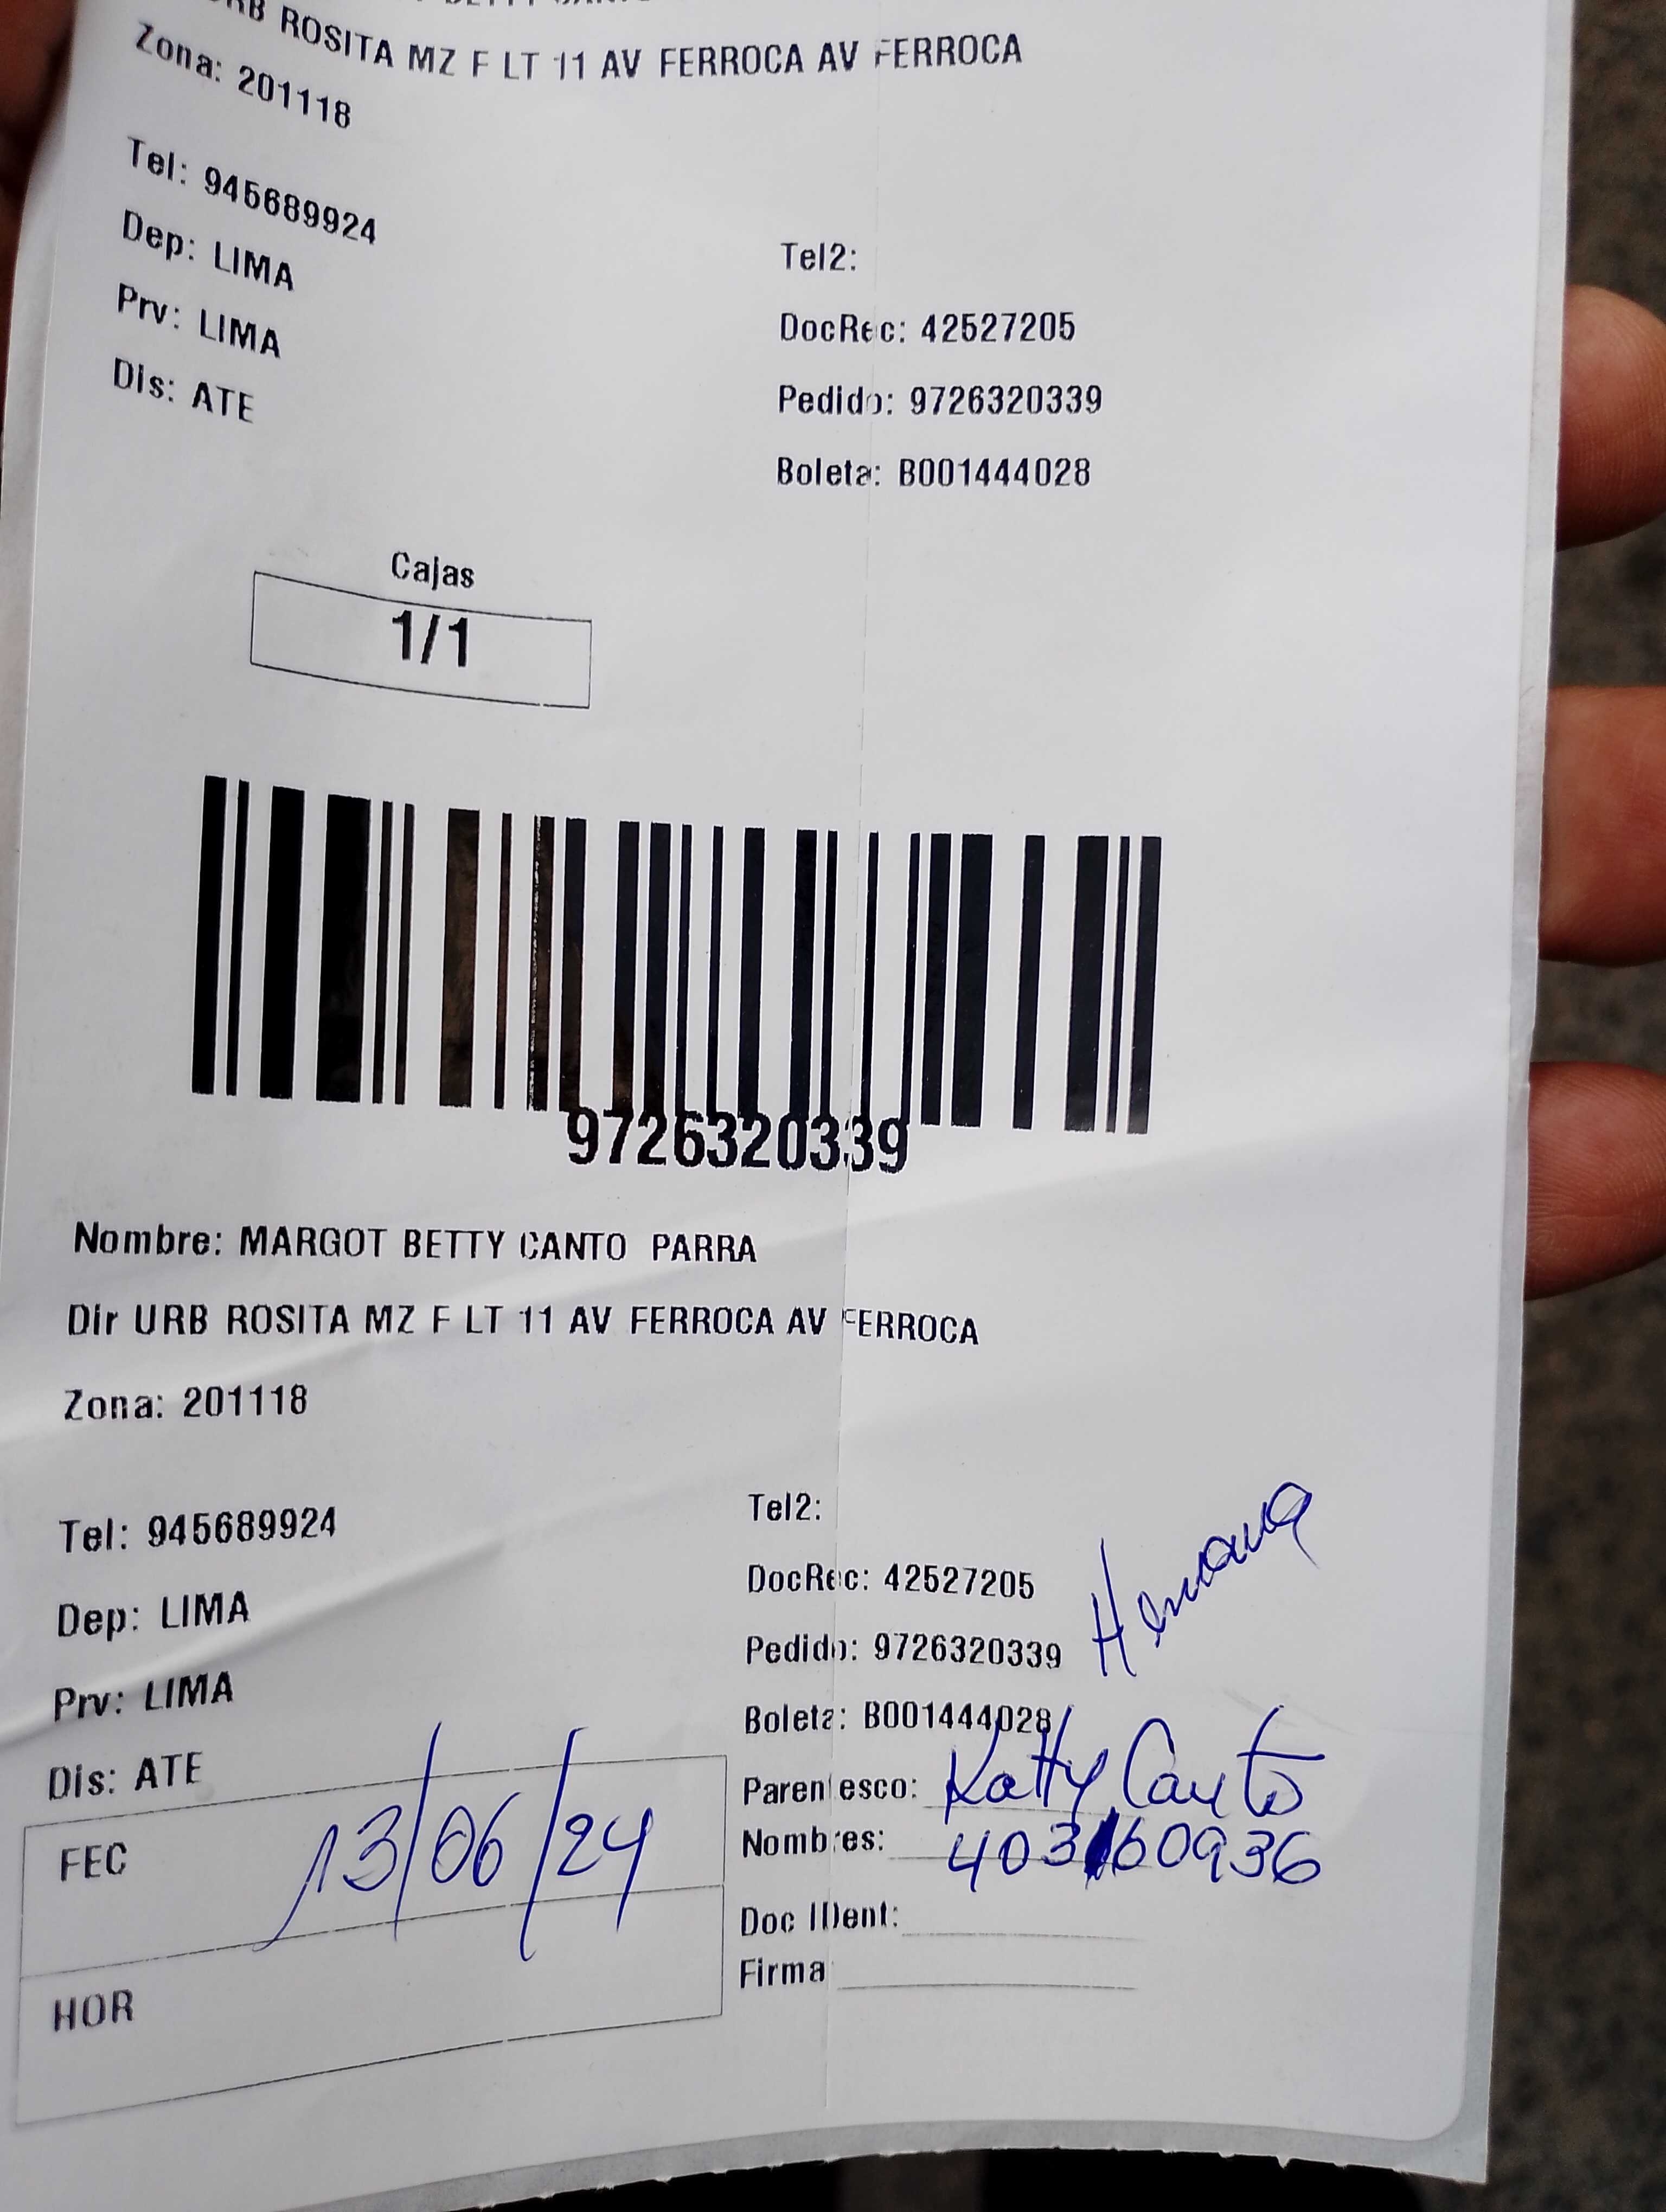 URB ROSITA MZ F LT 11 AV FERROCA AV FERROCA
Zona: 201118
Tel: 945689924
Dep: LIMA
Prv: LIMA
Dis: ATE
Tel2:
DocRec: 42527205
Pedido: 9726320339
Boleta: B001444028
Cajas
1/1
9726320339
Nombre: MARGOT BETTY CANTO PARRA
Dir URB ROSITA MZ F LT 11 AV FERROCA AV FERROCA
Zona: 201118
Tel: 945689924
Dep: LIMA
Prv: LIMA
Dis: ATE
Tel2:
DocRec: 42527205
Pedido: 9726320339
Boleta: B001444028
Hermana
Parentesco: Katty Canto
Nombres:
Doc IDent:
Firma
FEC 13/06/24
HOR